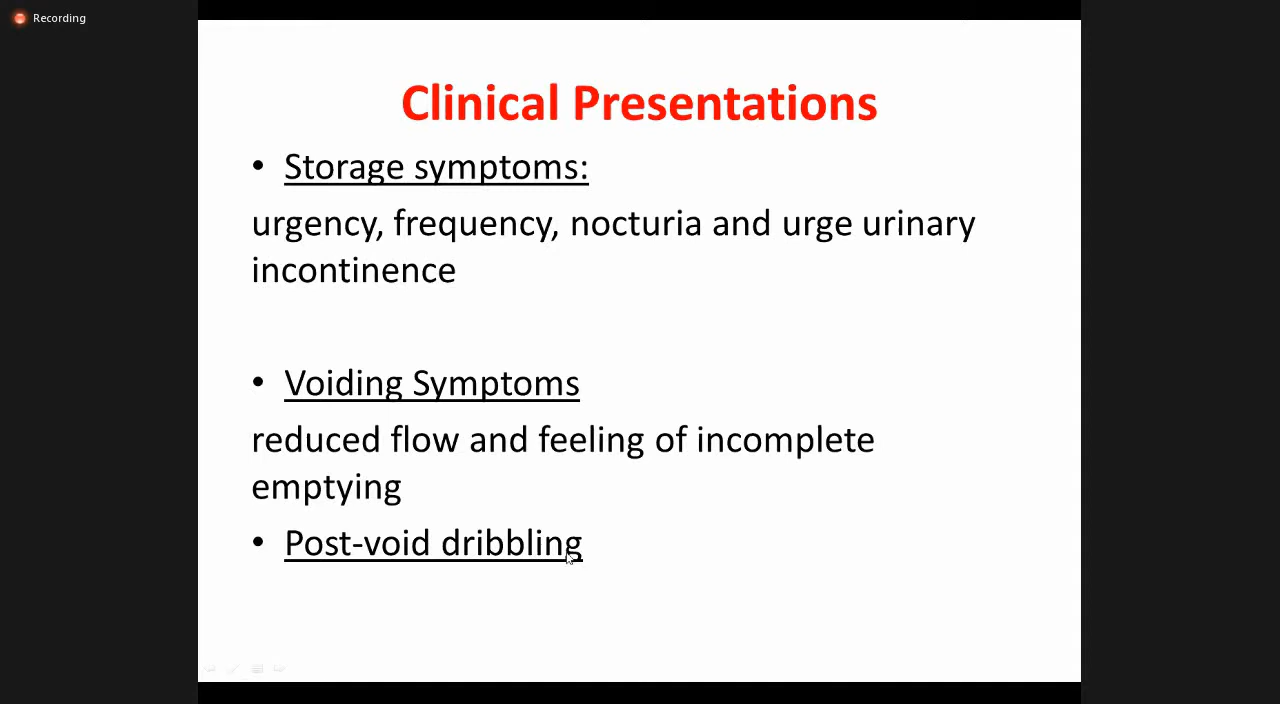 Recording
Clinical Presentations
• Storage symptoms:
urgency, frequency, nocturia and urge urinary
incontinence
• Voiding Symptoms
reduced flow and feeling of incomplete
emptying
• Post-void dribbling